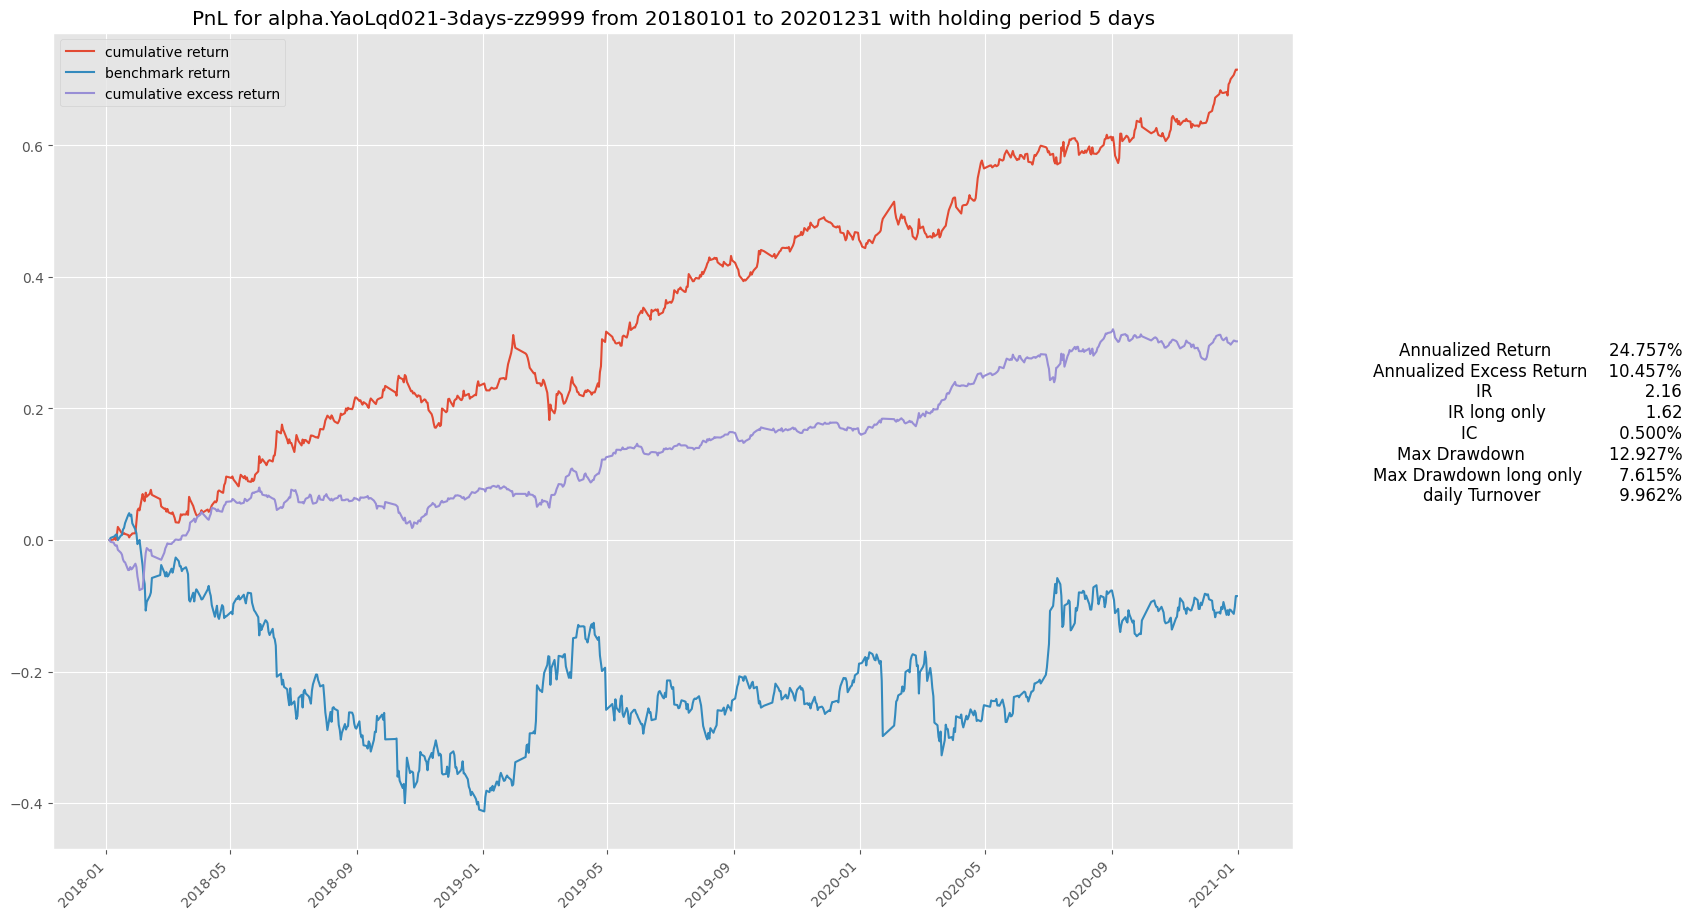 PnL for alpha.YaoLqd021-3days-zz9999 from 20180101 to 20201231 with holding period 5 days
cumulative return
benchmark return
cumulative excess return
0.6
0.4
0.2
0.0
−0.2
−0.4
2018-01
2018-05
2018-09
2019-01
2019-05
2019-09
2020-01
2020-05
2020-09
2021-01
Annualized Return 24.757%
Annualized Excess Return 10.457%
IR 2.16
IR long only 1.62
IC 0.500%
Max Drawdown 12.927%
Max Drawdown long only 7.615%
daily Turnover 9.962%